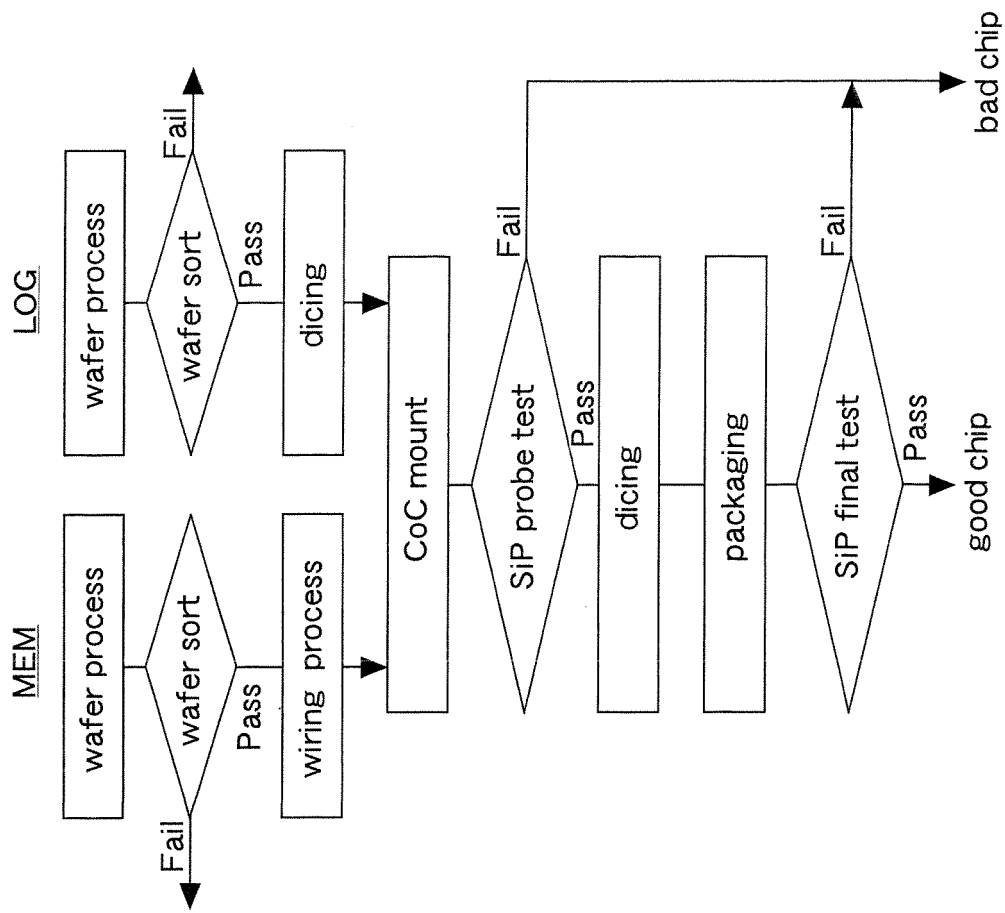 MEM
wafer process
wafer sort
Fail
Pass
wiring process
LOG
wafer process
wafer sort
Fail
Pass
dicing
CoC mount
SiP probe test
Fail
Pass
dicing
packaging
SiP final test
Fail
Pass
good chip
bad chip